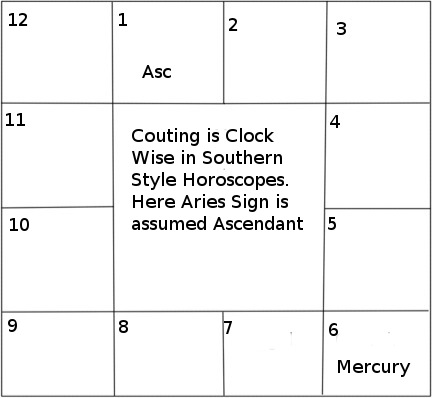 12
1
2
3
Asc
11
4
Couting is Clock
Wise in Southern
Style Horoscopes.
Here Aries Sign is
assumed Ascendant
10
5
9
8
7
6
Mercury